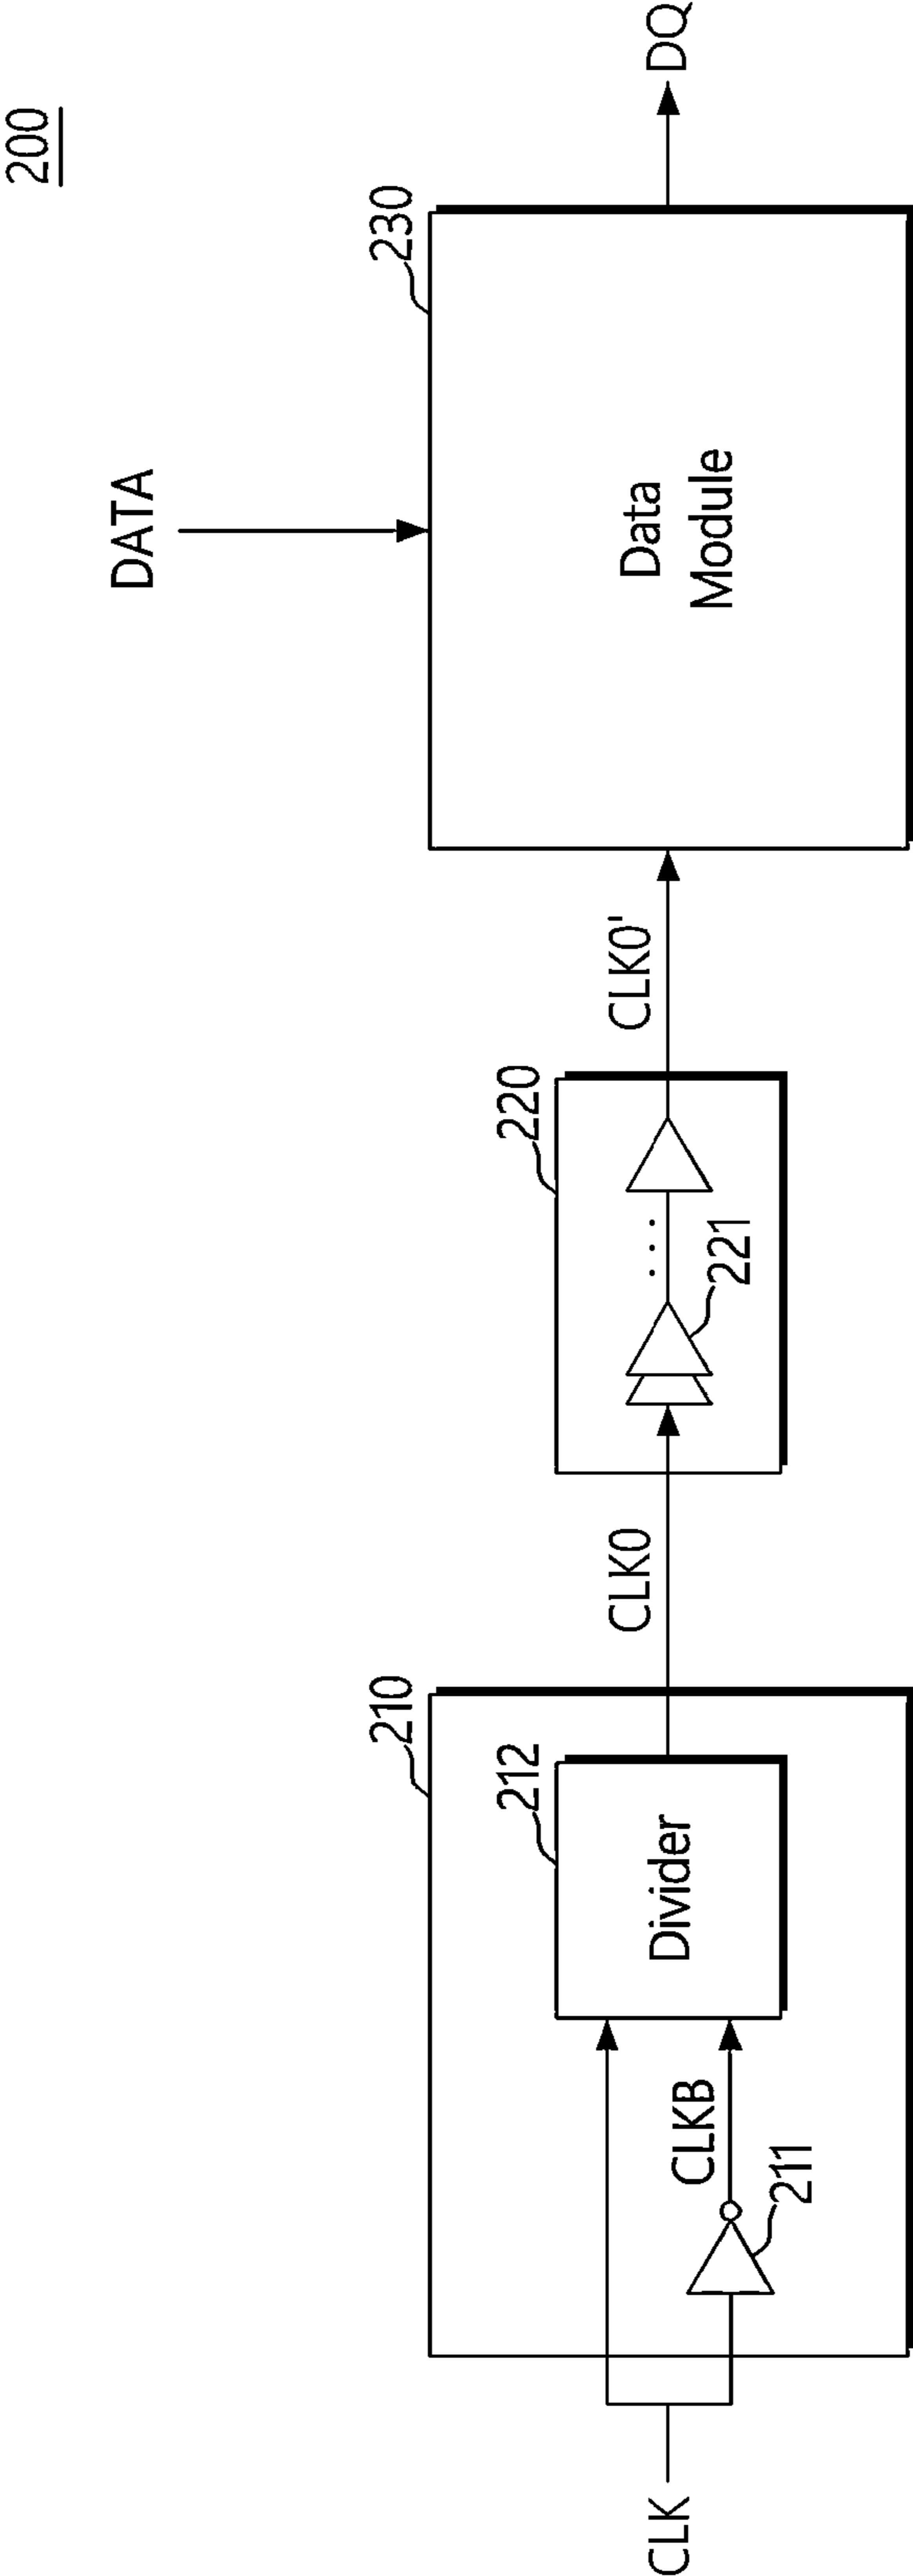 200
DATA
230
Data
Module
DQ
CLK0'
220
221
CLK0
210
212
Divider
CLKB
211
CLK